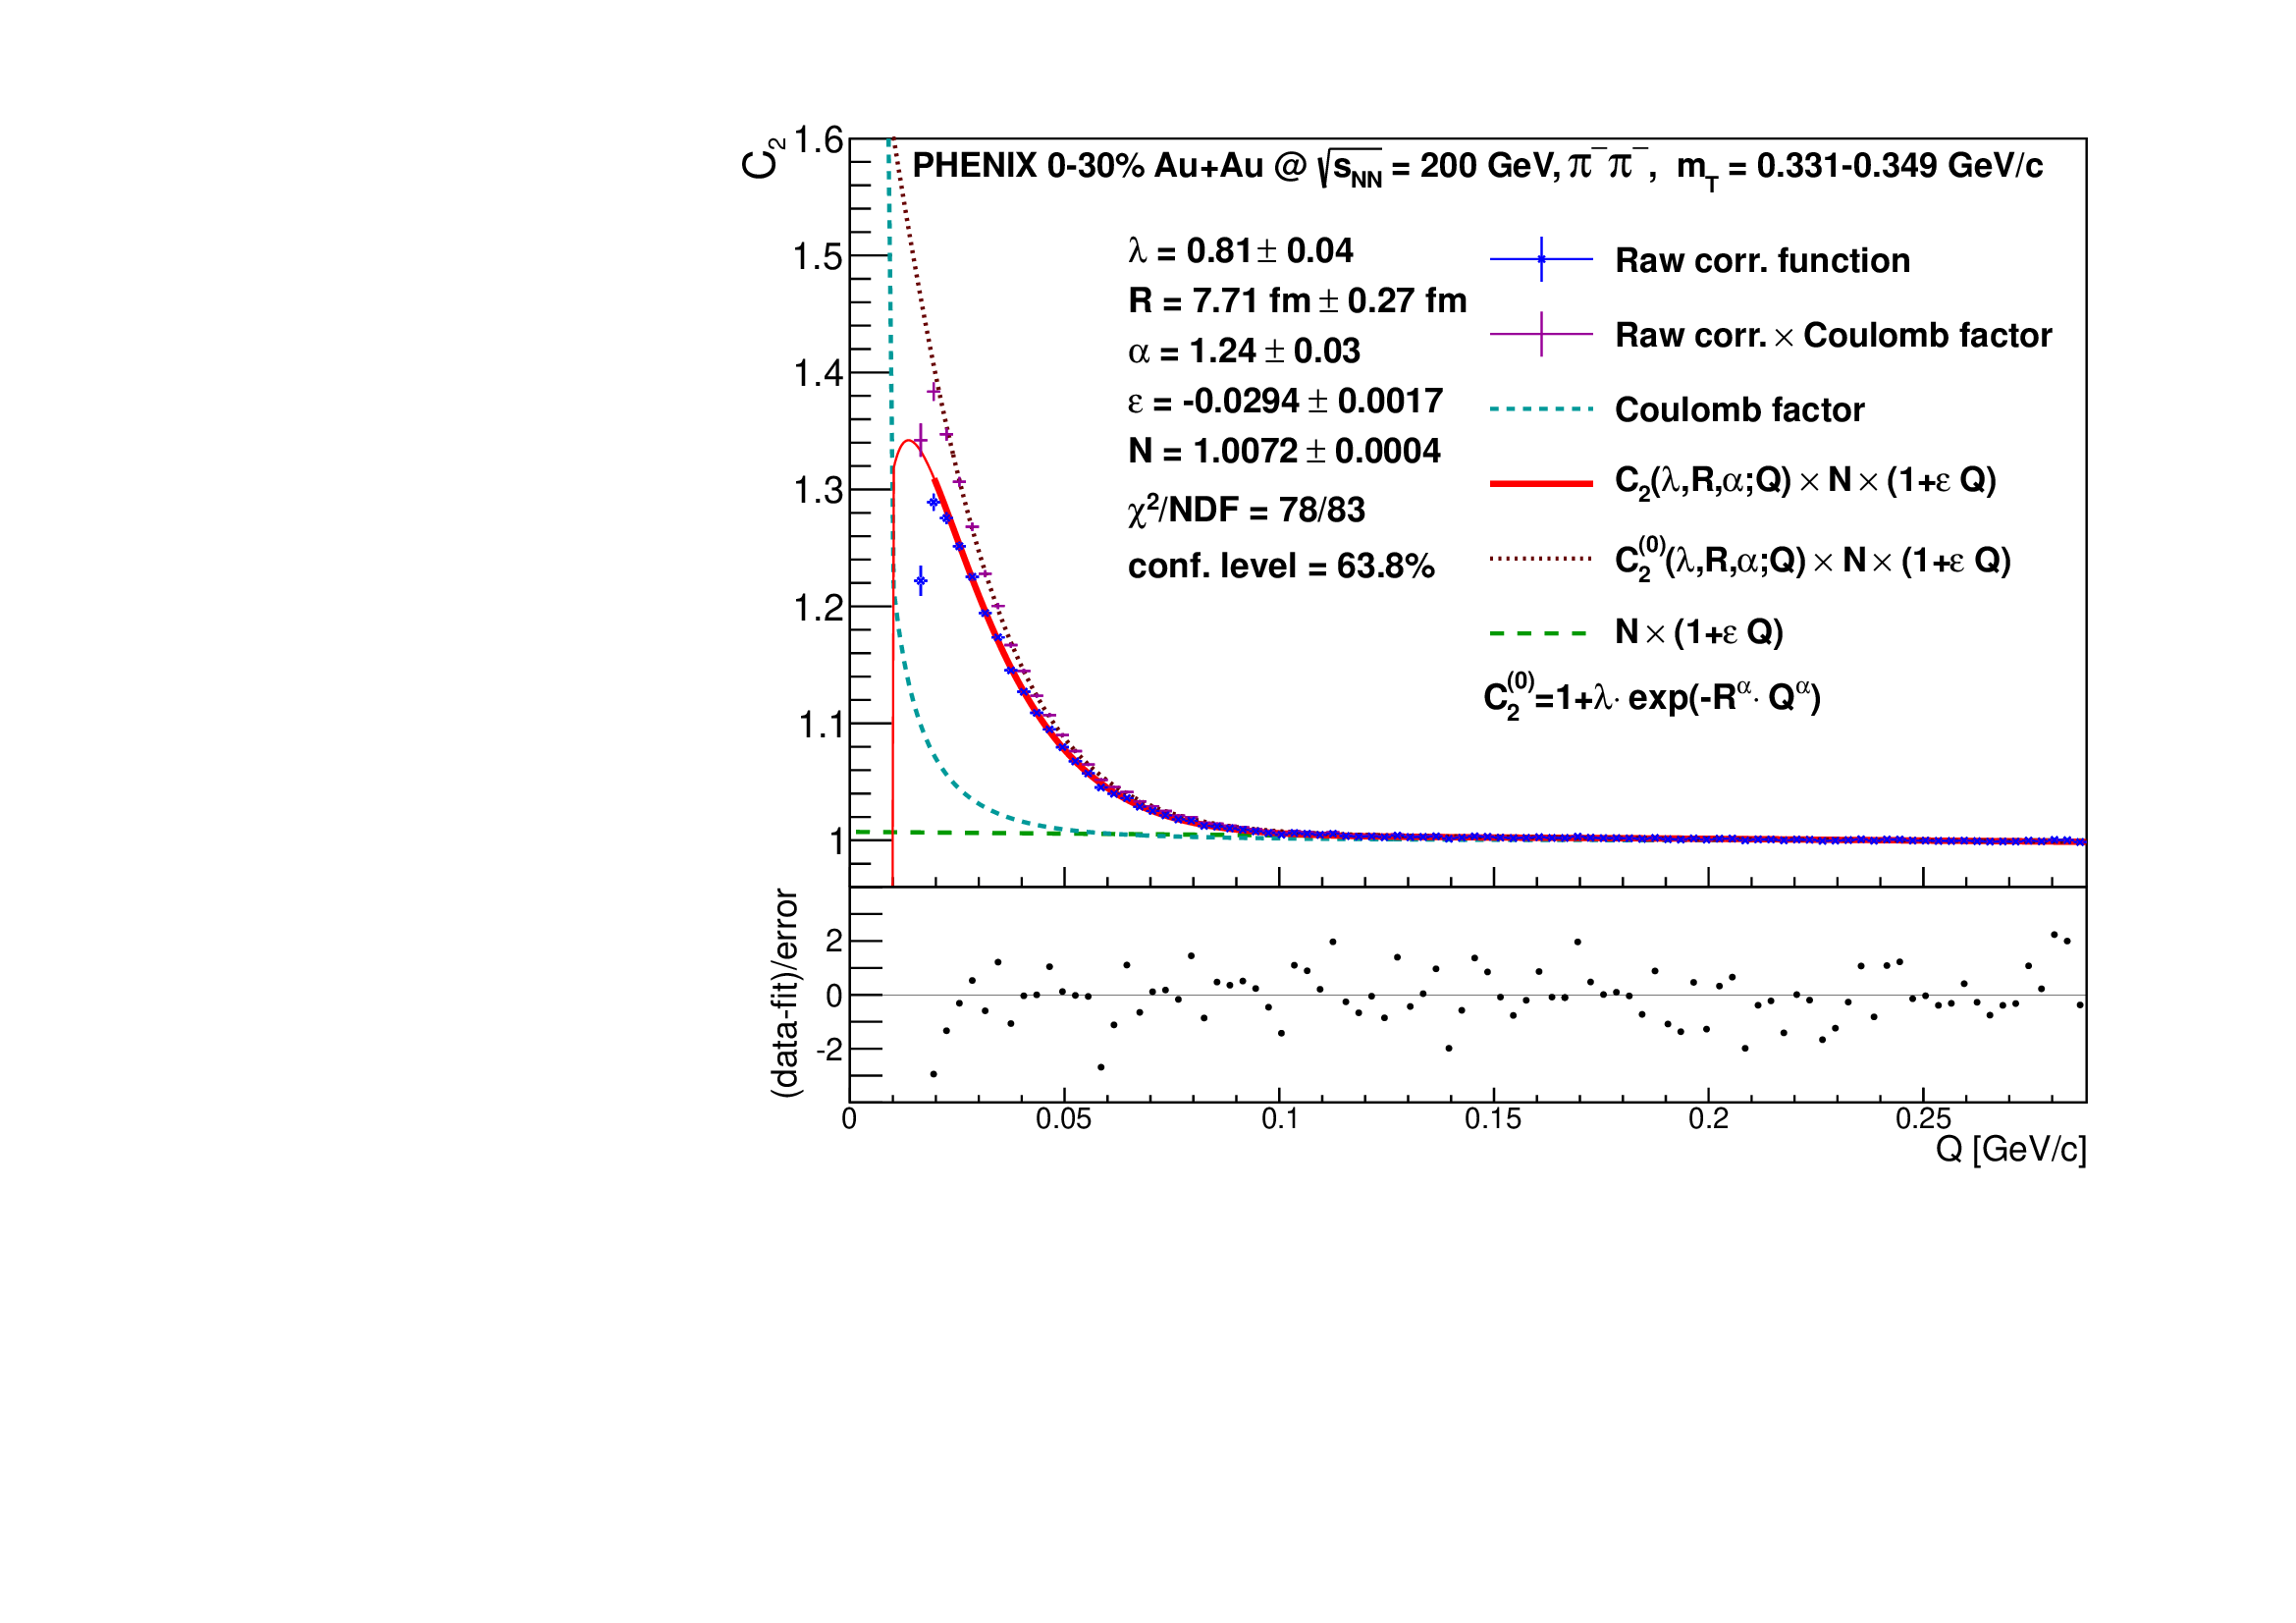 C₂
1.6
1.5
1.4
1.3
1.2
1.1
1
PHENIX 0-30% Au+Au @ √sNN = 200 GeV, π⁻π⁻, mT = 0.331-0.349 GeV/c
λ = 0.81± 0.04
R = 7.71 fm ± 0.27 fm
α = 1.24 ± 0.03
ε = -0.0294 ± 0.0017
N = 1.0072 ± 0.0004
χ²/NDF = 78/83
conf. level = 63.8%
Raw corr. function
Raw corr. × Coulomb factor
Coulomb factor
C₂(λ,R,α;Q) × N × (1+ε Q)
C₂⁽⁰⁾(λ,R,α;Q) × N × (1+ε Q)
N × (1+ε Q)
C₂⁽⁰⁾=1+λ· exp(-Rᵅ· Qᵅ)
(data-fit)/error
2
0
-2
0 0.05 0.1 0.15 0.2 0.25
Q [GeV/c]